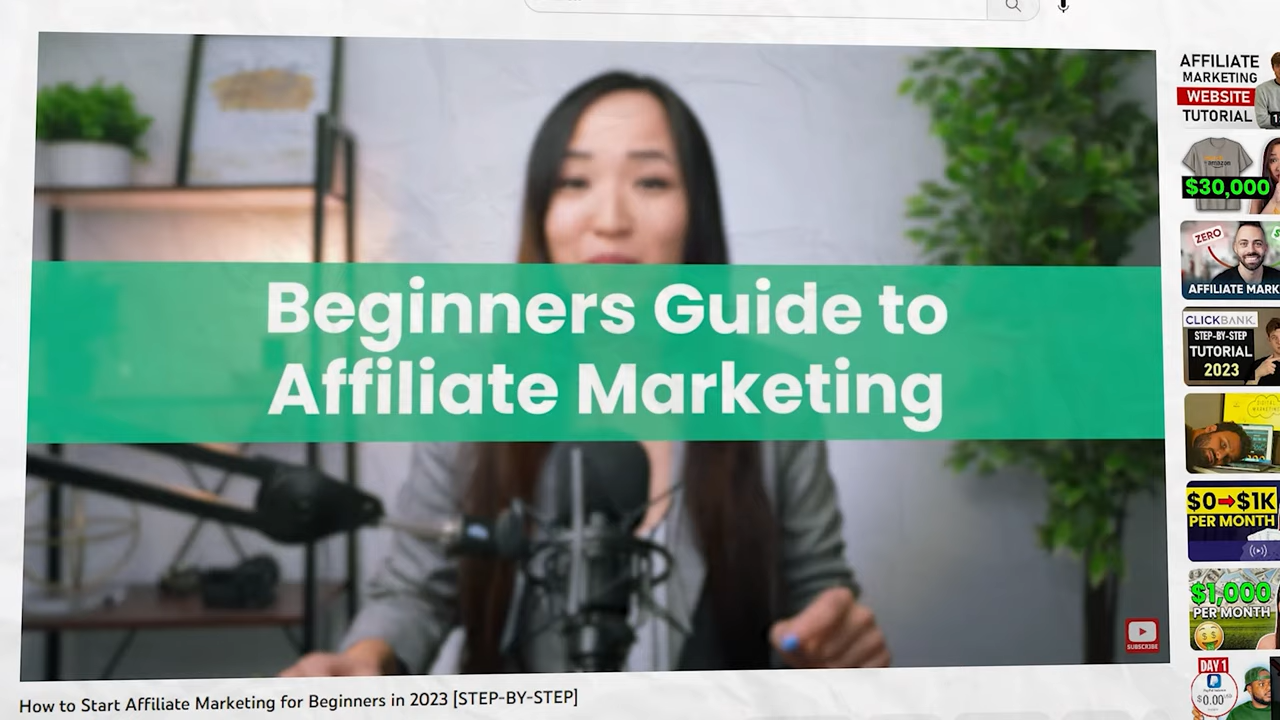 Beginners Guide to
Affiliate Marketing
SUBSCRIBE
How to Start Affiliate Marketing for Beginners in 2023 [STEP-BY-STEP]
AFFILIATE
MARKETING
WEBSITE
TUTORIAL
amazon
$30,000
ZERO
AFFILIATE MARK
CLICKBANK
STEP-BY-STEP
TUTORIAL
2023
$0→$1K
PER MONTH
$1,000
PER MONTH
DAY 1
$0.00